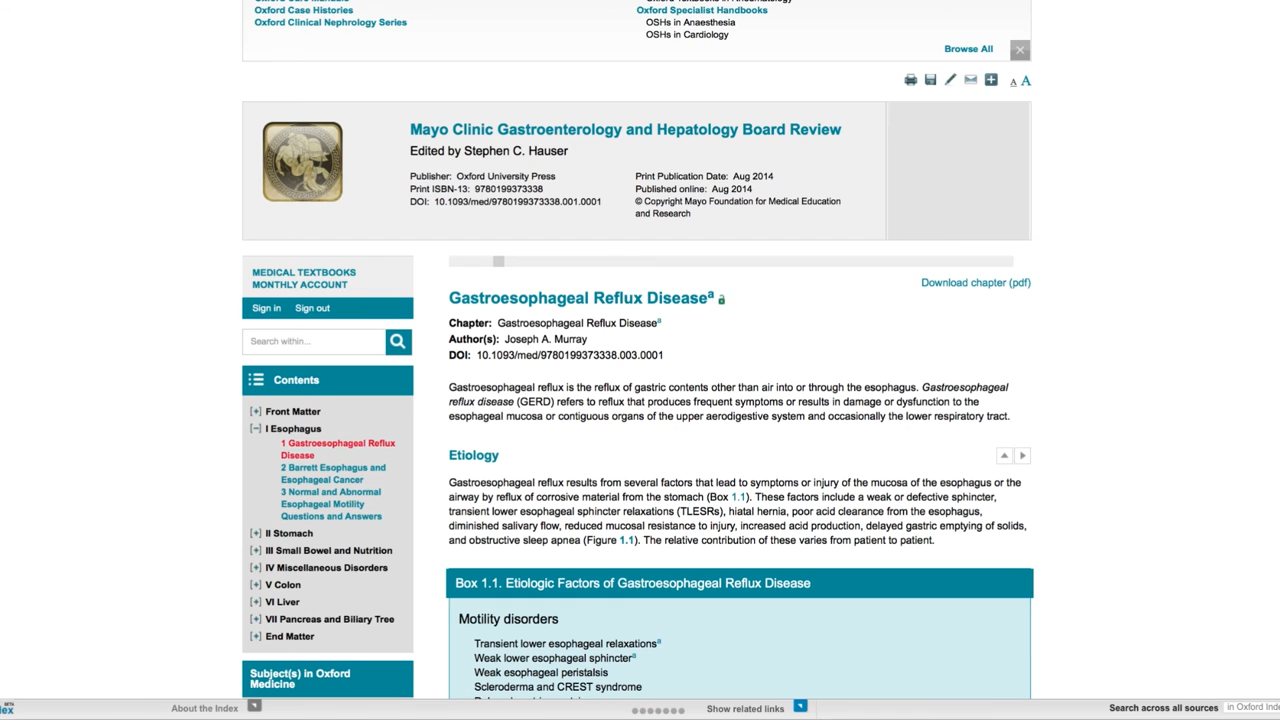 Oxford Case Histories
Oxford Clinical Nephrology Series
Oxford Specialist Handbooks
OSHs in Anaesthesia
OSHs in Cardiology
Browse All
A A
Mayo Clinic Gastroenterology and Hepatology Board Review
Edited by Stephen C. Hauser
Publisher: Oxford University Press
Print ISBN-13: 9780199373338
DOI: 10.1093/med/9780199373338.001.0001
Print Publication Date: Aug 2014
Published online: Aug 2014
© Copyright Mayo Foundation for Medical Education
and Research
MEDICAL TEXTBOOKS
MONTHLY ACCOUNT
Sign in Sign out
Search within...
Contents
[+] Front Matter
[−] I Esophagus
1 Gastroesophageal Reflux
Disease
2 Barrett Esophagus and
Esophageal Cancer
3 Normal and Abnormal
Esophageal Motility
Questions and Answers
[+] II Stomach
[+] III Small Bowel and Nutrition
[+] IV Miscellaneous Disorders
[+] V Colon
[+] VI Liver
[+] VII Pancreas and Biliary Tree
[+] End Matter
Subject(s) in Oxford
Medicine
Download chapter (pdf)
Gastroesophageal Reflux Diseaseª
Chapter: Gastroesophageal Reflux Diseaseª
Author(s): Joseph A. Murray
DOI: 10.1093/med/9780199373338.003.0001
Gastroesophageal reflux is the reflux of gastric contents other than air into or through the esophagus. Gastroesophageal
reflux disease (GERD) refers to reflux that produces frequent symptoms or results in damage or dysfunction to the
esophageal mucosa or contiguous organs of the upper aerodigestive system and occasionally the lower respiratory tract.
Etiology
Gastroesophageal reflux results from several factors that lead to symptoms or injury of the mucosa of the esophagus or the
airway by reflux of corrosive material from the stomach (Box 1.1). These factors include a weak or defective sphincter,
transient lower esophageal sphincter relaxations (TLESRs), hiatal hernia, poor acid clearance from the esophagus,
diminished salivary flow, reduced mucosal resistance to injury, increased acid production, delayed gastric emptying of solids,
and obstructive sleep apnea (Figure 1.1). The relative contribution of these varies from patient to patient.
Box 1.1. Etiologic Factors of Gastroesophageal Reflux Disease
Motility disorders
Transient lower esophageal relaxationsª
Weak lower esophageal sphincterª
Weak esophageal peristalsis
Scleroderma and CREST syndrome
About the Index
Show related links
Search across all sources